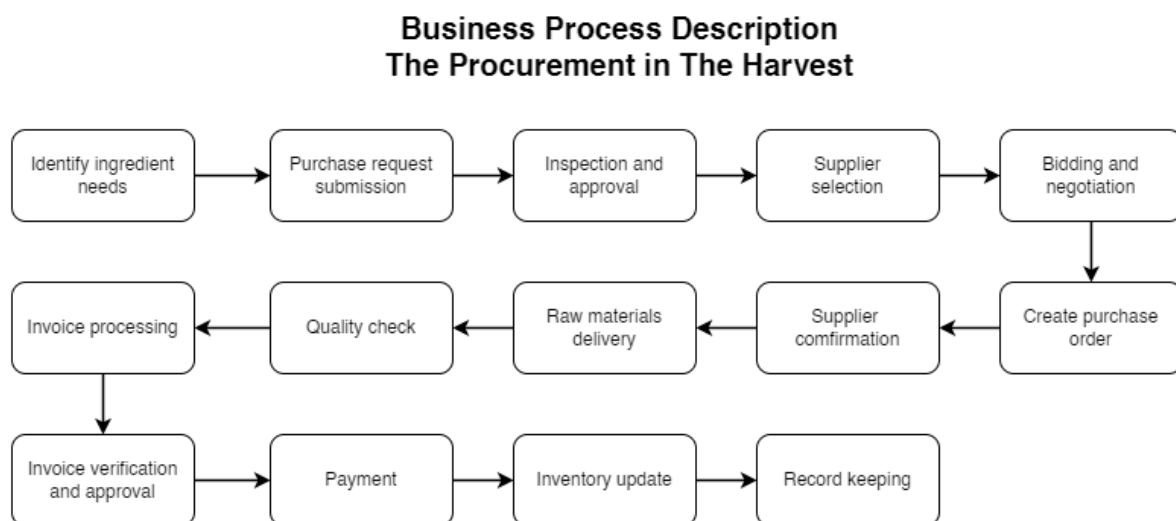 Business Process Description
The Procurement in The Harvest
Identify ingredient
needs
Purchase request
submission
Inspection and
approval
Supplier
selection
Bidding and
negotiation
Create purchase
order
Supplier
comfirmation
Raw materials
delivery
Quality check
Invoice processing
Invoice verification
and approval
Payment
Inventory update
Record keeping